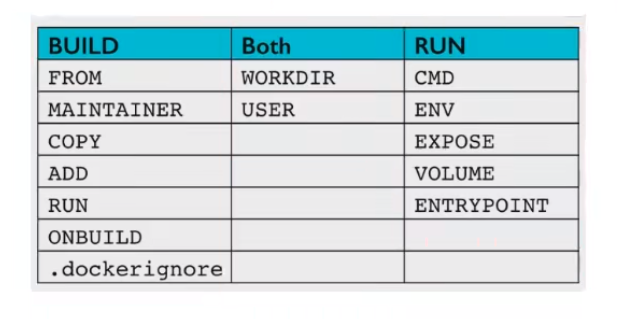 BUILD Both RUN
FROM WORKDIR CMD
MAINTAINER USER ENV
COPY EXPOSE
ADD VOLUME
RUN ENTRYPOINT
ONBUILD
.dockerignore